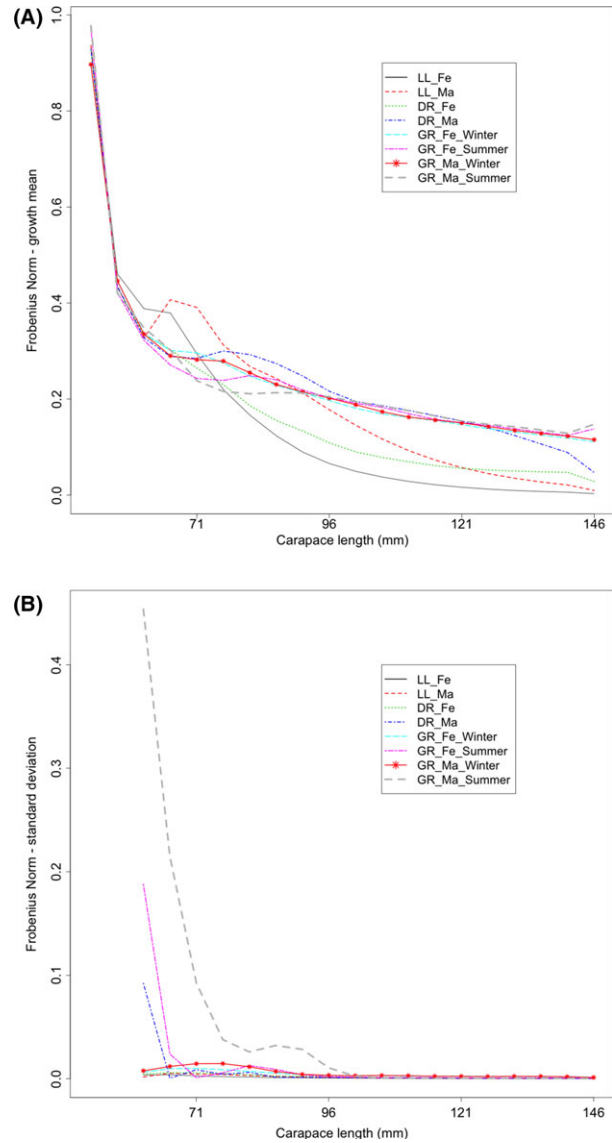 (A)
Frobenius Norm - growth mean
1.0
0.8
0.6
0.4
0.2
0.0
LL_Fe
LL_Ma
DR_Fe
DR_Ma
GR_Fe_Winter
GR_Fe_Summer
GR_Ma_Winter
GR_Ma_Summer
71
96
121
146
Carapace length (mm)
(B)
Frobenius Norm - standard deviation
0.4
0.3
0.2
0.1
0.0
LL_Fe
LL_Ma
DR_Fe
DR_Ma
GR_Fe_Winter
GR_Fe_Summer
GR_Ma_Winter
GR_Ma_Summer
71
96
121
146
Carapace length (mm)